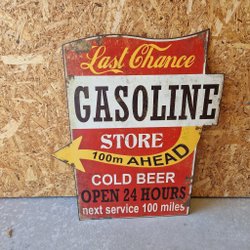 Last Chance
GASOLINE
STORE
100m AHEAD
COLD BEER
OPEN 24 HOURS
next service 100 miles